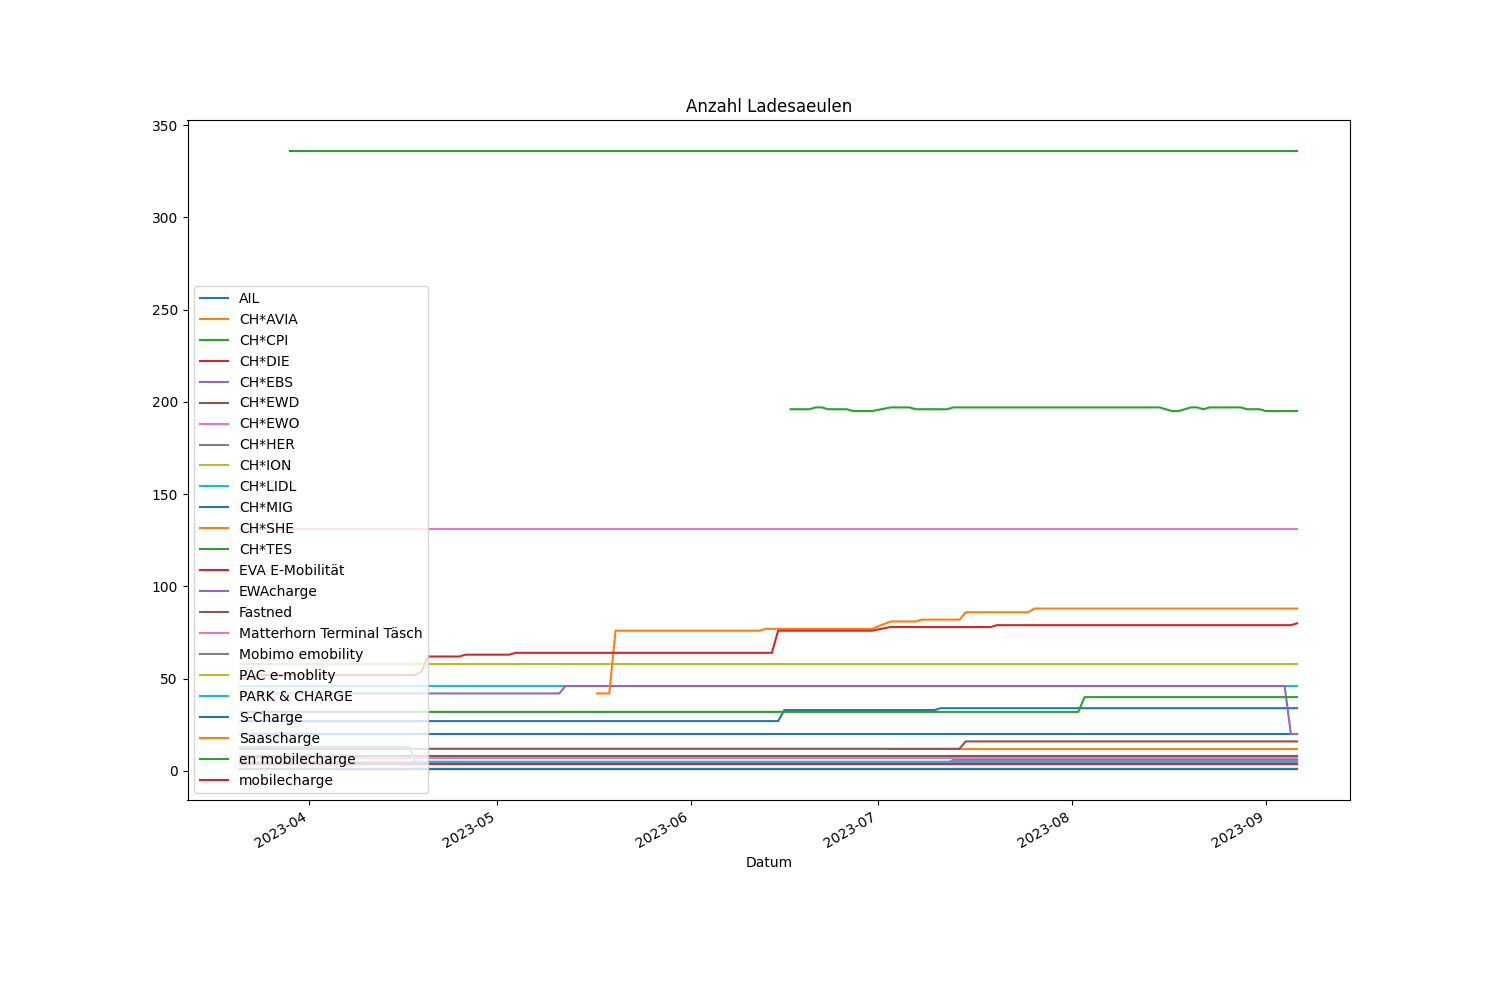 Anzahl Ladesaeulen
350
300
250
200
150
100
50
0
AIL
CH*AVIA
CH*CPI
CH*DIE
CH*EBS
CH*EWD
CH*EWO
CH*HER
CH*ION
CH*LIDL
CH*MIG
CH*SHE
CH*TES
EVA E-Mobilität
EWAcharge
Fastned
Matterhorn Terminal Täsch
Mobimo emobility
PAC e-moblity
PARK & CHARGE
S-Charge
Saascharge
en mobilecharge
mobilecharge
2023-04
2023-05
2023-06
2023-07
2023-08
2023-09
Datum